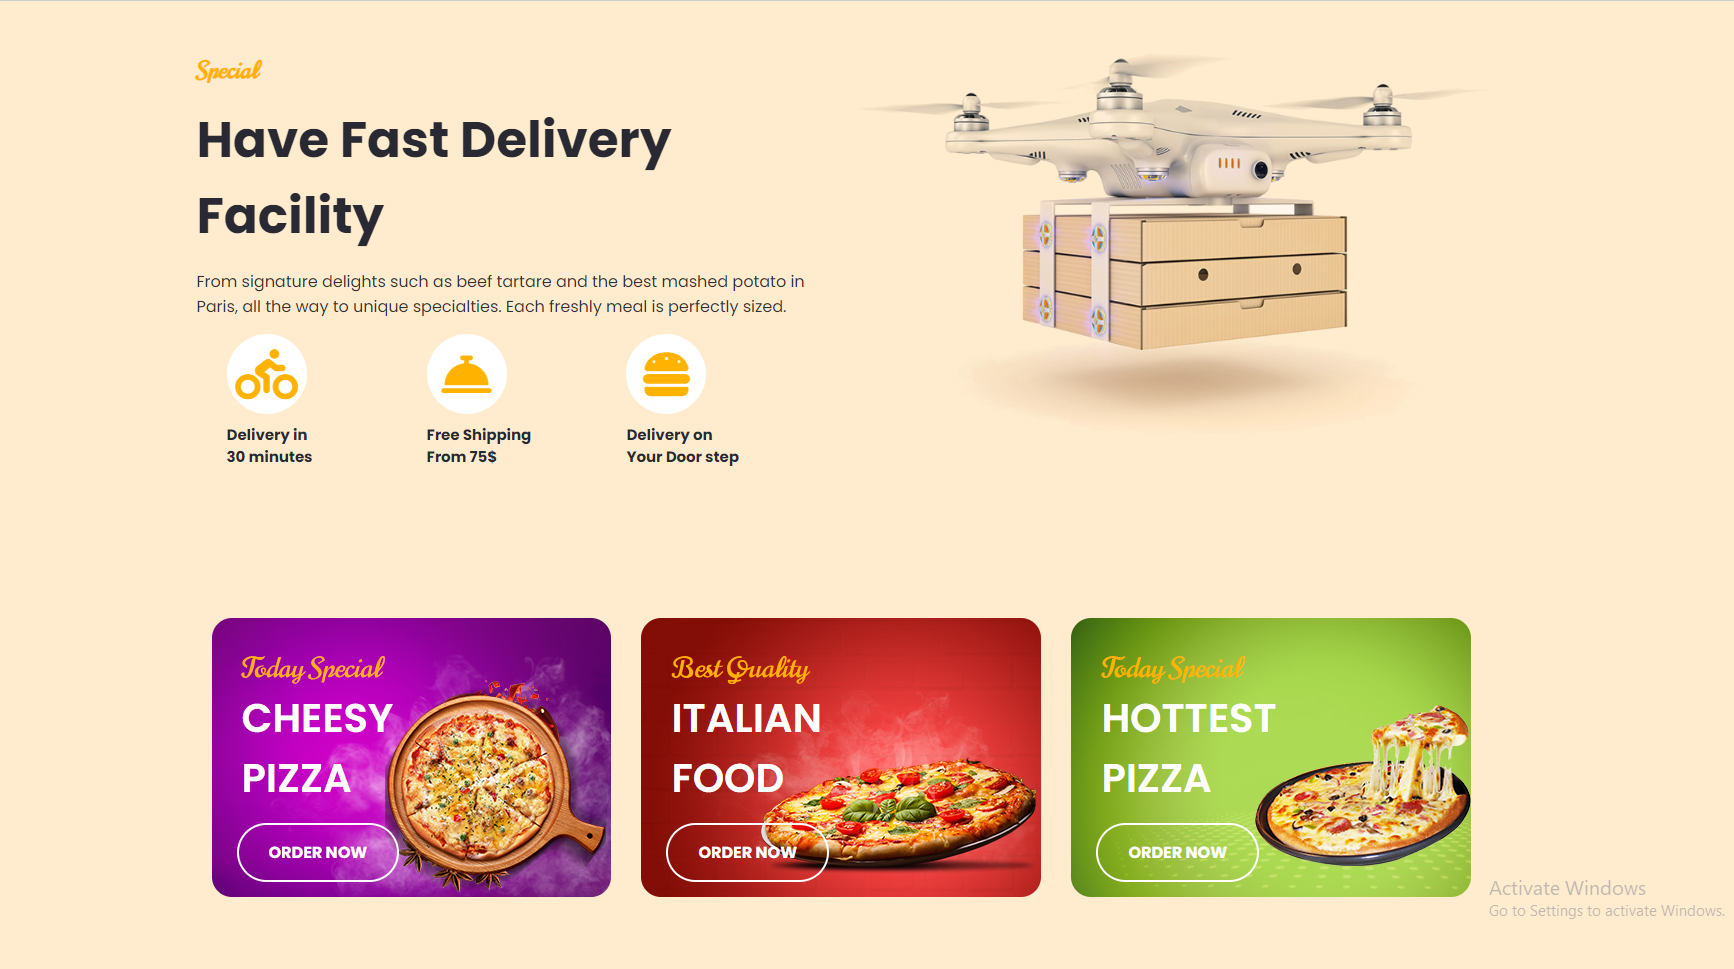 Special
Have Fast Delivery
Facility
From signature delights such as beef tartare and the best mashed potato in
Paris, all the way to unique specialties. Each freshly meal is perfectly sized.
Delivery in
30 minutes
Free Shipping
From 75$
Delivery on
Your Door step
Today Special
CHEESY
PIZZA
ORDER NOW
Best Quality
ITALIAN
FOOD
ORDER NOW
Today Special
HOTTEST
PIZZA
ORDER NOW
Activate Windows
Go to Settings to activate Windows.